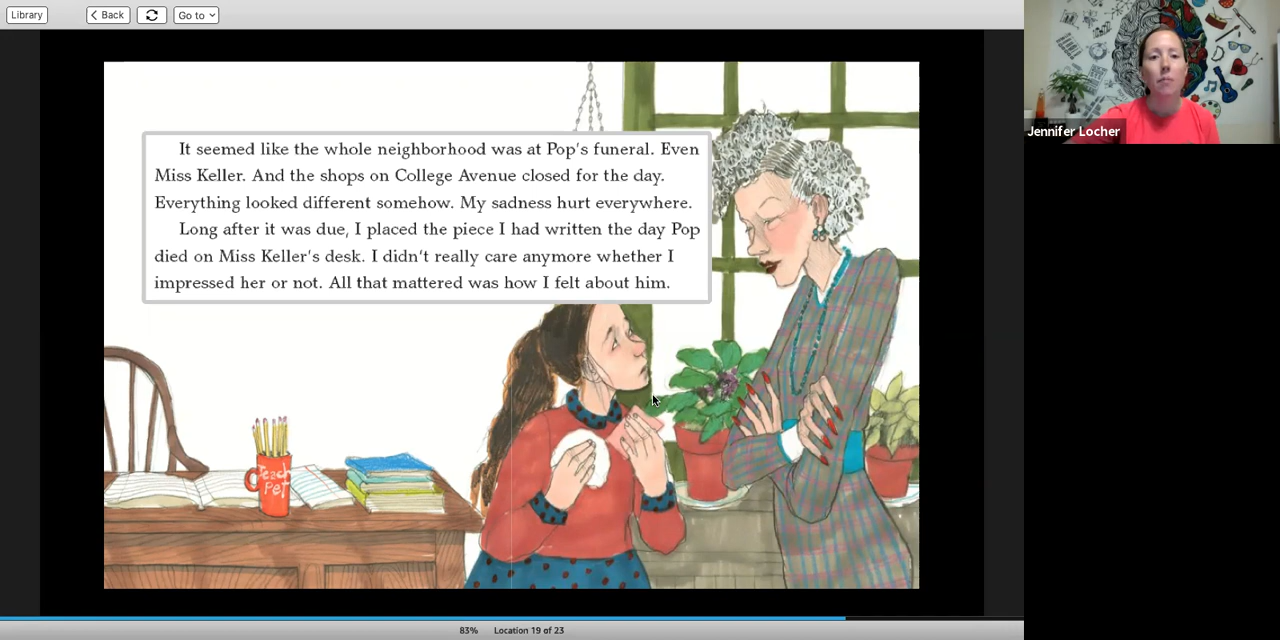 Library
Back
Go to
Jennifer Locher
It seemed like the whole neighborhood was at Pop's funeral. Even
Miss Keller. And the shops on College Avenue closed for the day.
Everything looked different somehow. My sadness hurt everywhere.
Long after it was due, I placed the piece I had written the day Pop
died on Miss Keller's desk. I didn't really care anymore whether I
impressed her or not. All that mattered was how I felt about him.
Teach
Pet
83% Location 19 of 23